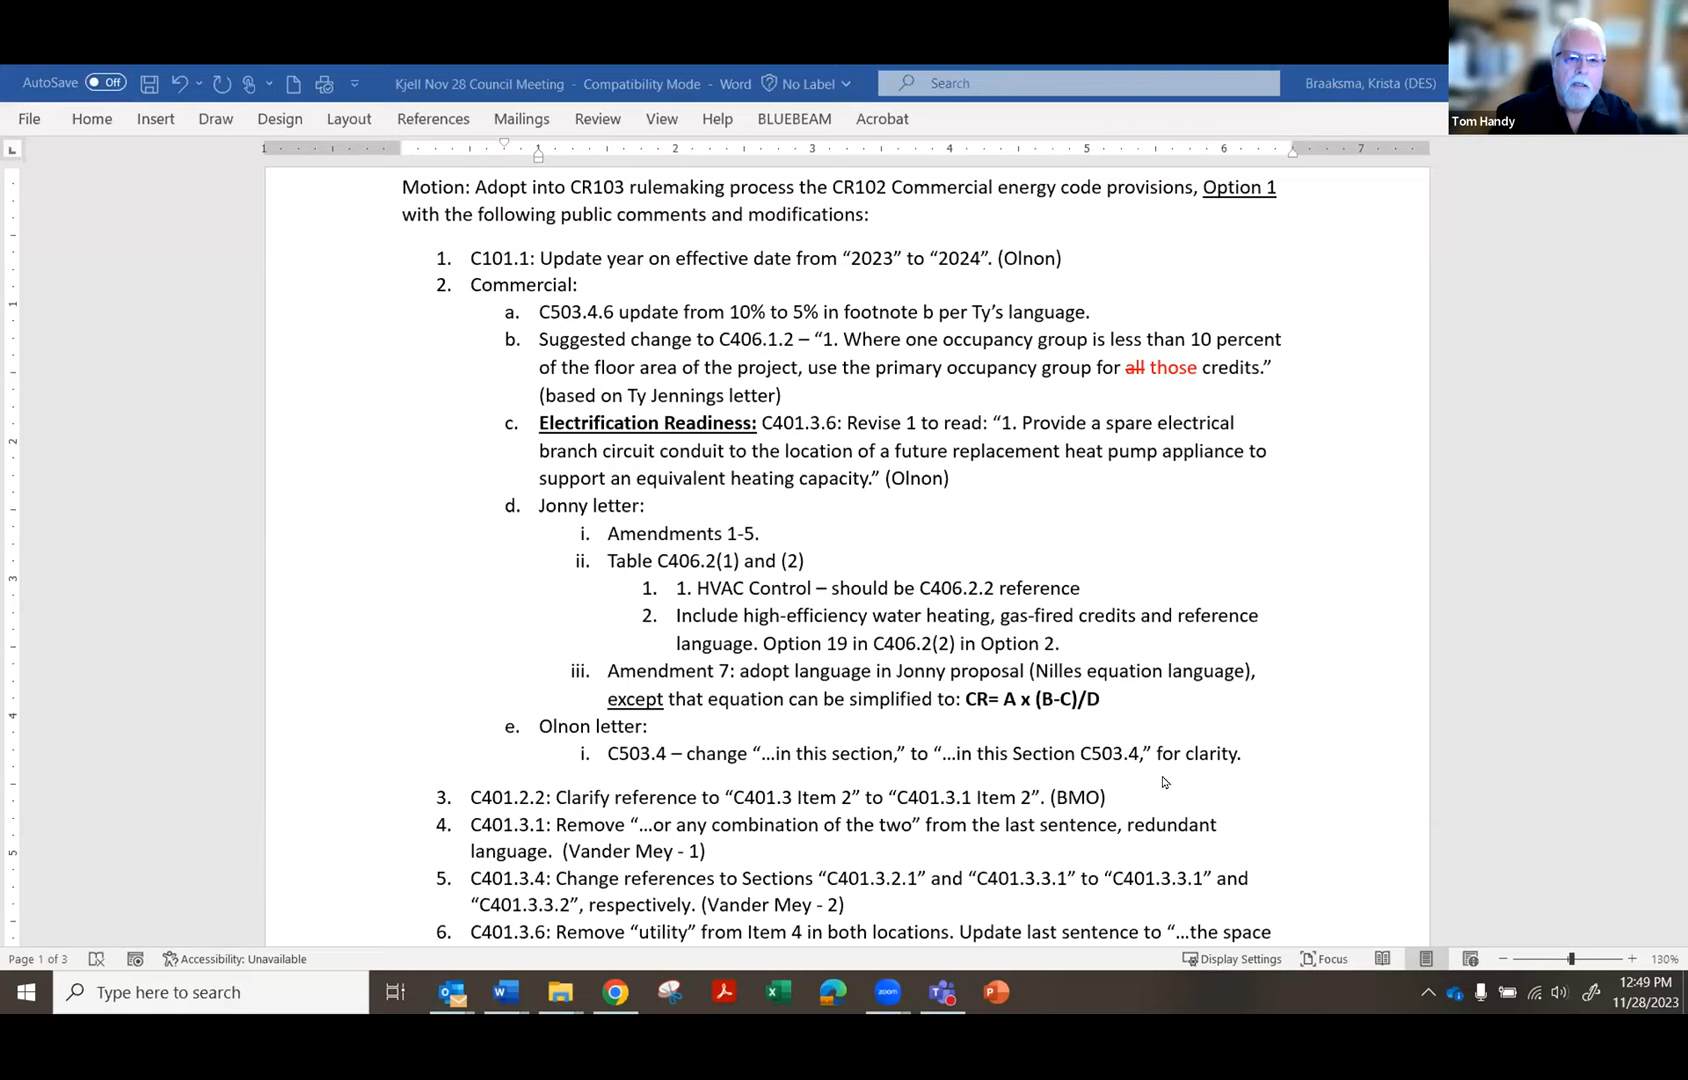 Tom Handy
AutoSave Off Kjell Nov 28 Council Meeting - Compatibility Mode - Word No Label Search Braaksma, Krista (DES)
File Home Insert Draw Design Layout References Mailings Review View Help BLUEBEAM Acrobat
1 1 2 3 4 5 6 7
Motion: Adopt into CR103 rulemaking process the CR102 Commercial energy code provisions, Option 1
with the following public comments and modifications:
1. C101.1: Update year on effective date from “2023” to “2024”. (Olnon)
2. Commercial:
a. C503.4.6 update from 10% to 5% in footnote b per Ty’s language.
b. Suggested change to C406.1.2 – “1. Where one occupancy group is less than 10 percent
of the floor area of the project, use the primary occupancy group for all those credits.”
(based on Ty Jennings letter)
c. Electrification Readiness: C401.3.6: Revise 1 to read: “1. Provide a spare electrical
branch circuit conduit to the location of a future replacement heat pump appliance to
support an equivalent heating capacity.” (Olnon)
d. Jonny letter:
i. Amendments 1-5.
ii. Table C406.2(1) and (2)
1. 1. HVAC Control – should be C406.2.2 reference
2. Include high-efficiency water heating, gas-fired credits and reference
language. Option 19 in C406.2(2) in Option 2.
iii. Amendment 7: adopt language in Jonny proposal (Nilles equation language),
except that equation can be simplified to: CR= A x (B-C)/D
e. Olnon letter:
i. C503.4 – change “…in this section,” to “…in this Section C503.4,” for clarity.
3. C401.2.2: Clarify reference to “C401.3 Item 2” to “C401.3.1 Item 2”. (BMO)
4. C401.3.1: Remove “…or any combination of the two” from the last sentence, redundant
language. (Vander Mey - 1)
5. C401.3.4: Change references to Sections “C401.3.2.1” and “C401.3.3.1” to “C401.3.3.1” and
“C401.3.3.2”, respectively. (Vander Mey - 2)
6. C401.3.6: Remove “utility” from Item 4 in both locations. Update last sentence to “…the space
1
2
3
4
5
Page 1 of 3 Accessibility: Unavailable Display Settings Focus 130%
Type here to search zoom 12:49 PM
11/28/2023